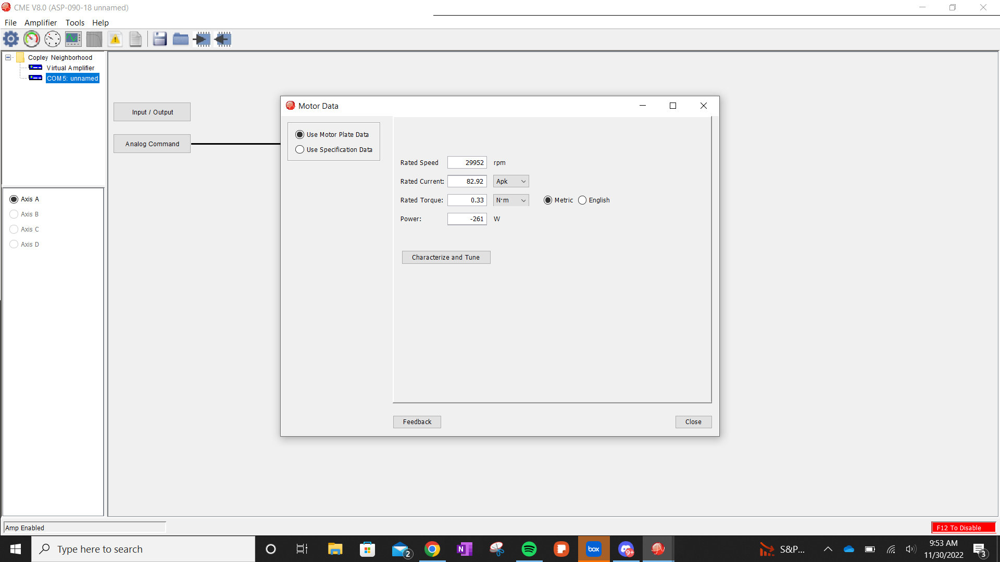 CME V8.0 (ASP-090-18 unnamed)
File Amplifier Tools Help
Copley Neighborhood
Virtual Amplifier
COM5: unnamed
Input / Output
Analog Command
Motor Data
Use Motor Plate Data
Use Specification Data
Rated Speed 29952 rpm
Rated Current: 82.92 Apk
Rated Torque: 0.33 N·m Metric English
Power: -261 W
Characterize and Tune
Feedback Close
Axis A
Axis B
Axis C
Axis D
Amp Enabled F12 To Disable
Type here to search
2
N
box
9+
S&P...
9:53 AM
11/30/2022
3